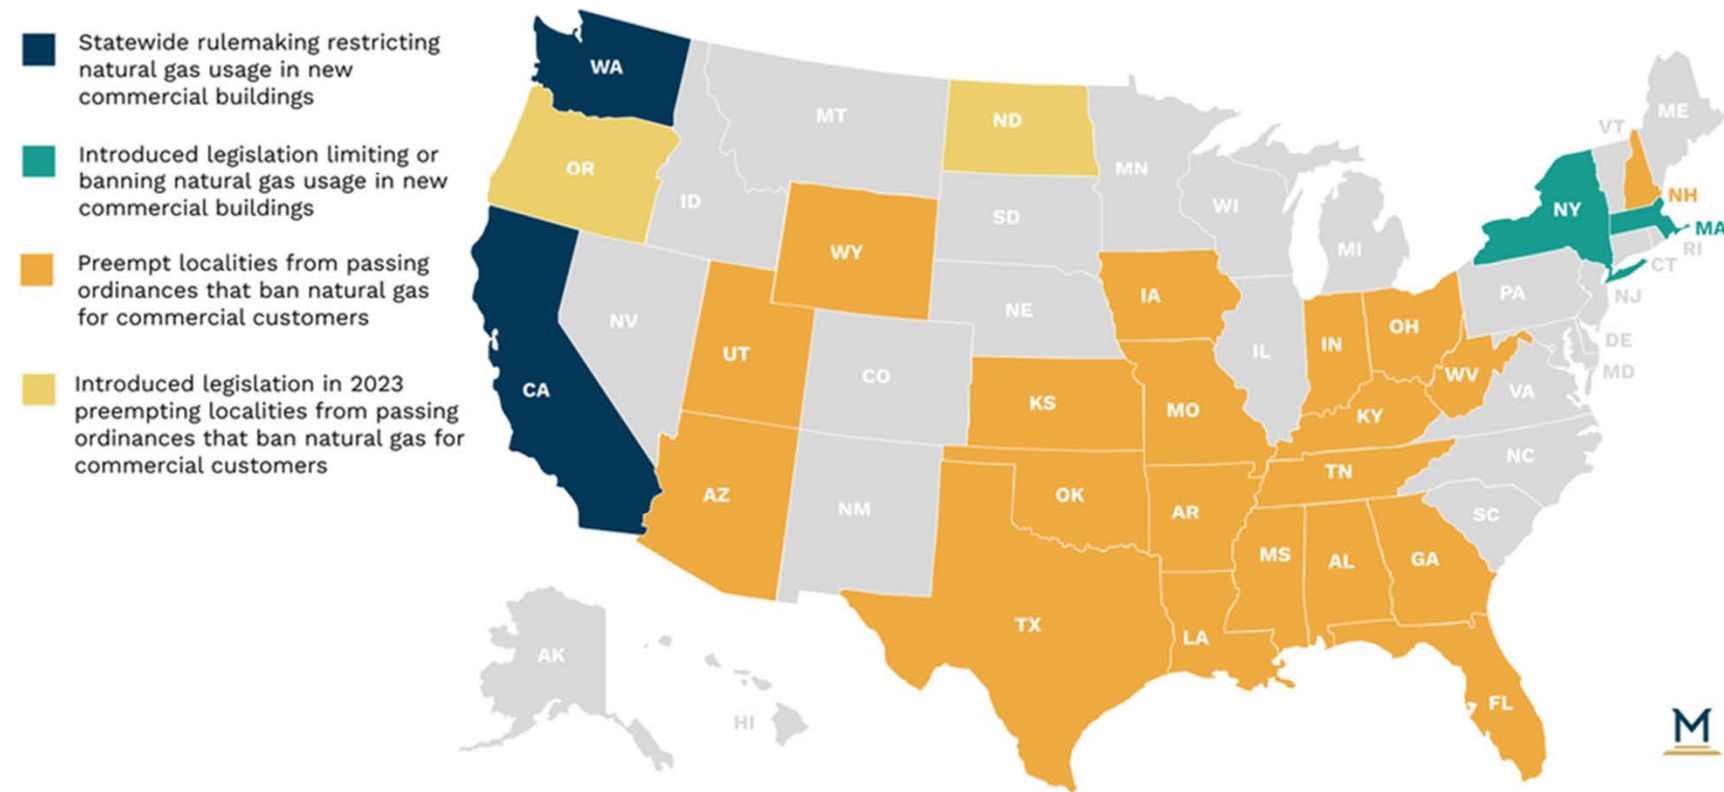 Statewide rulemaking restricting
natural gas usage in new
commercial buildings
Introduced legislation limiting or
banning natural gas usage in new
commercial buildings
Preempt localities from passing
ordinances that ban natural gas
for commercial customers
Introduced legislation in 2023
preempting localities from passing
ordinances that ban natural gas for
commercial customers
WA
OR
CA
ID
NV
MT
WY
UT
AZ
CO
NM
ND
SD
NE
KS
OK
TX
MN
IA
MO
AR
LA
WI
IL
MI
IN
OH
KY
TN
MS
AL
GA
FL
SC
NC
VA
WV
PA
NY
VT
NH
ME
MA
RI
CT
NJ
DE
MD
AK
HI
M